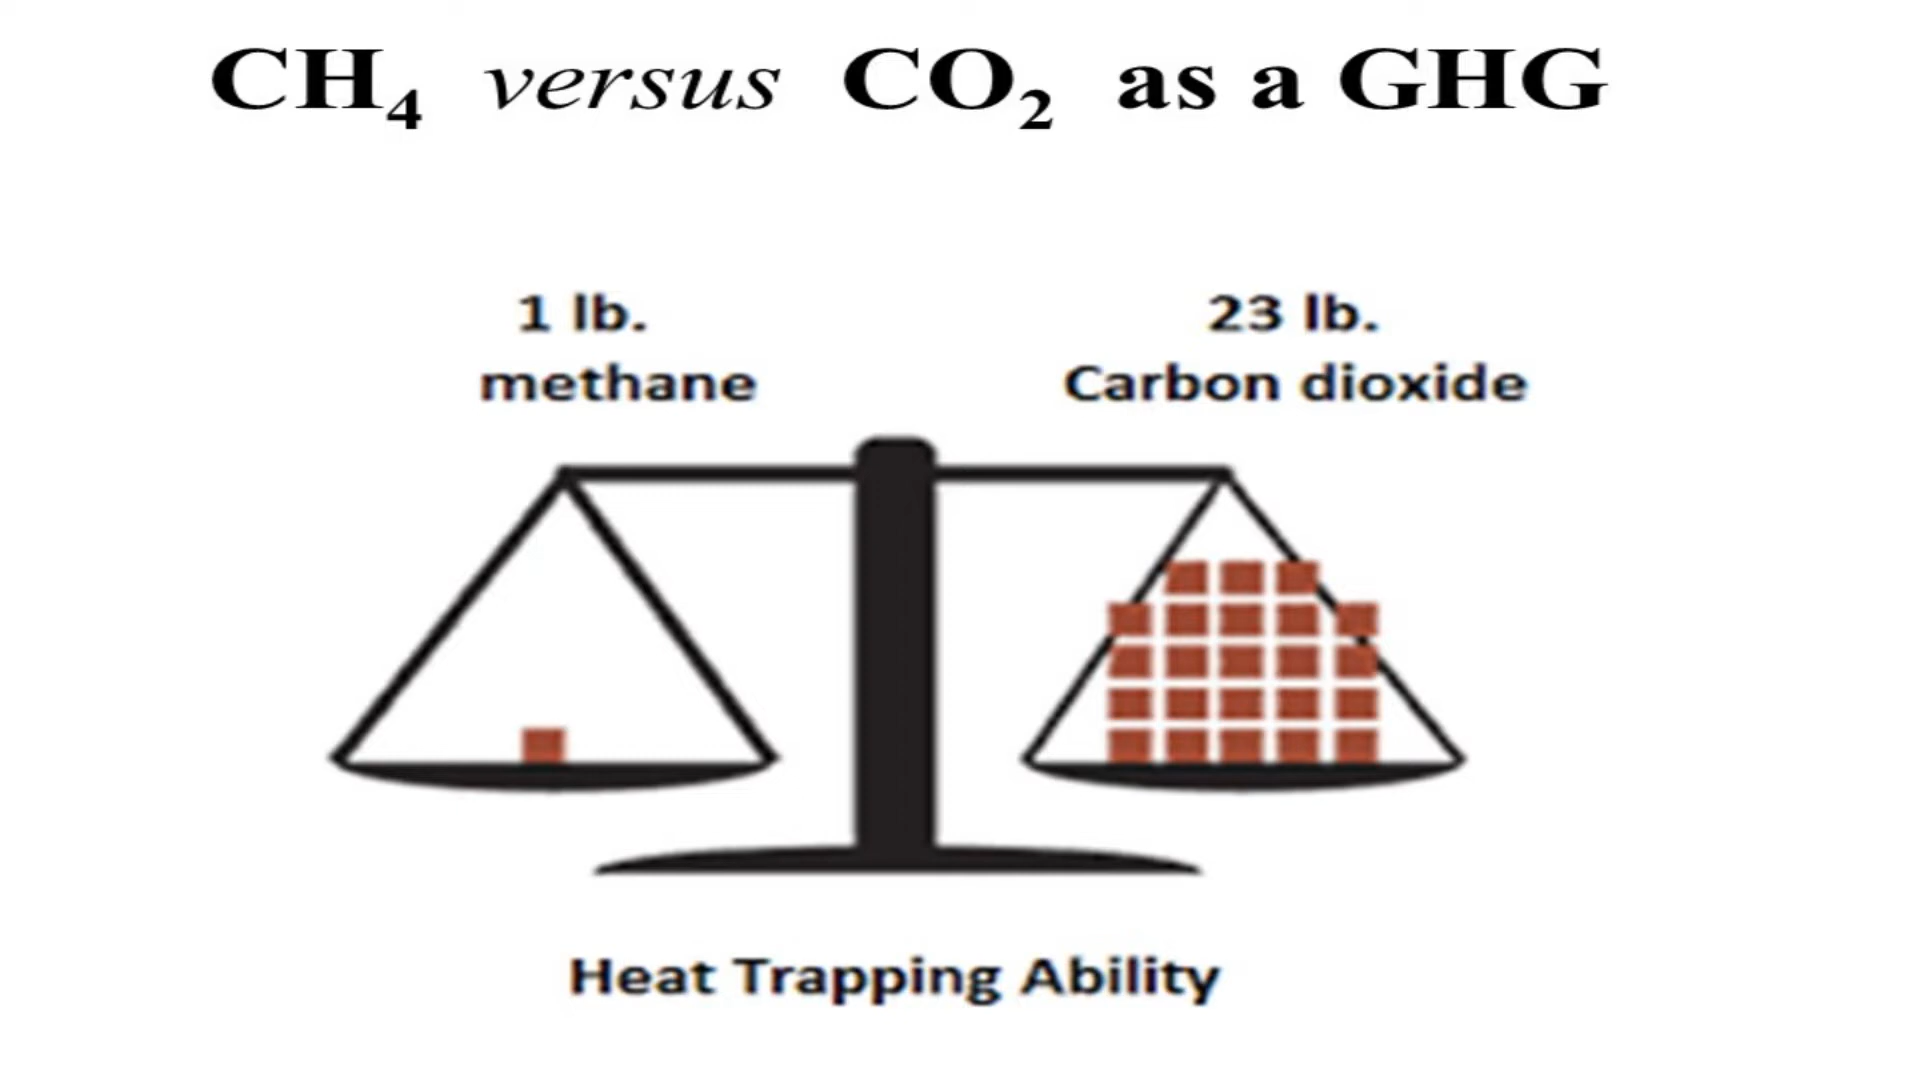 CH₄ versus CO₂ as a GHG
1 lb.
methane
23 lb.
Carbon dioxide
Heat Trapping Ability